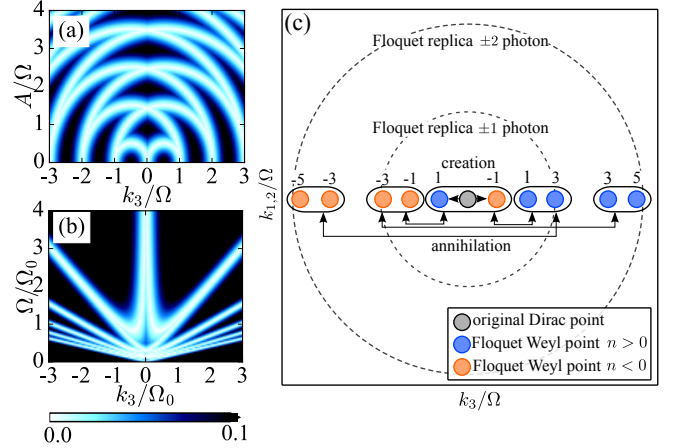 (a)
4
3
2
1
0
A/Ω
-3 -2 -1 0 1 2 3
k₃/Ω
(b)
4
3
2
1
0
Ω/Ω₀
-3 -2 -1 0 1 2 3
k₃/Ω₀
0.0 0.1
(c)
Floquet replica ±2 photon
Floquet replica ±1 photon
creation
-5 -3 -3 -1 1 -1 1 3 3 5
annihilation
k₁,₂/Ω
original Dirac point
Floquet Weyl point n > 0
Floquet Weyl point n < 0
k₃/Ω